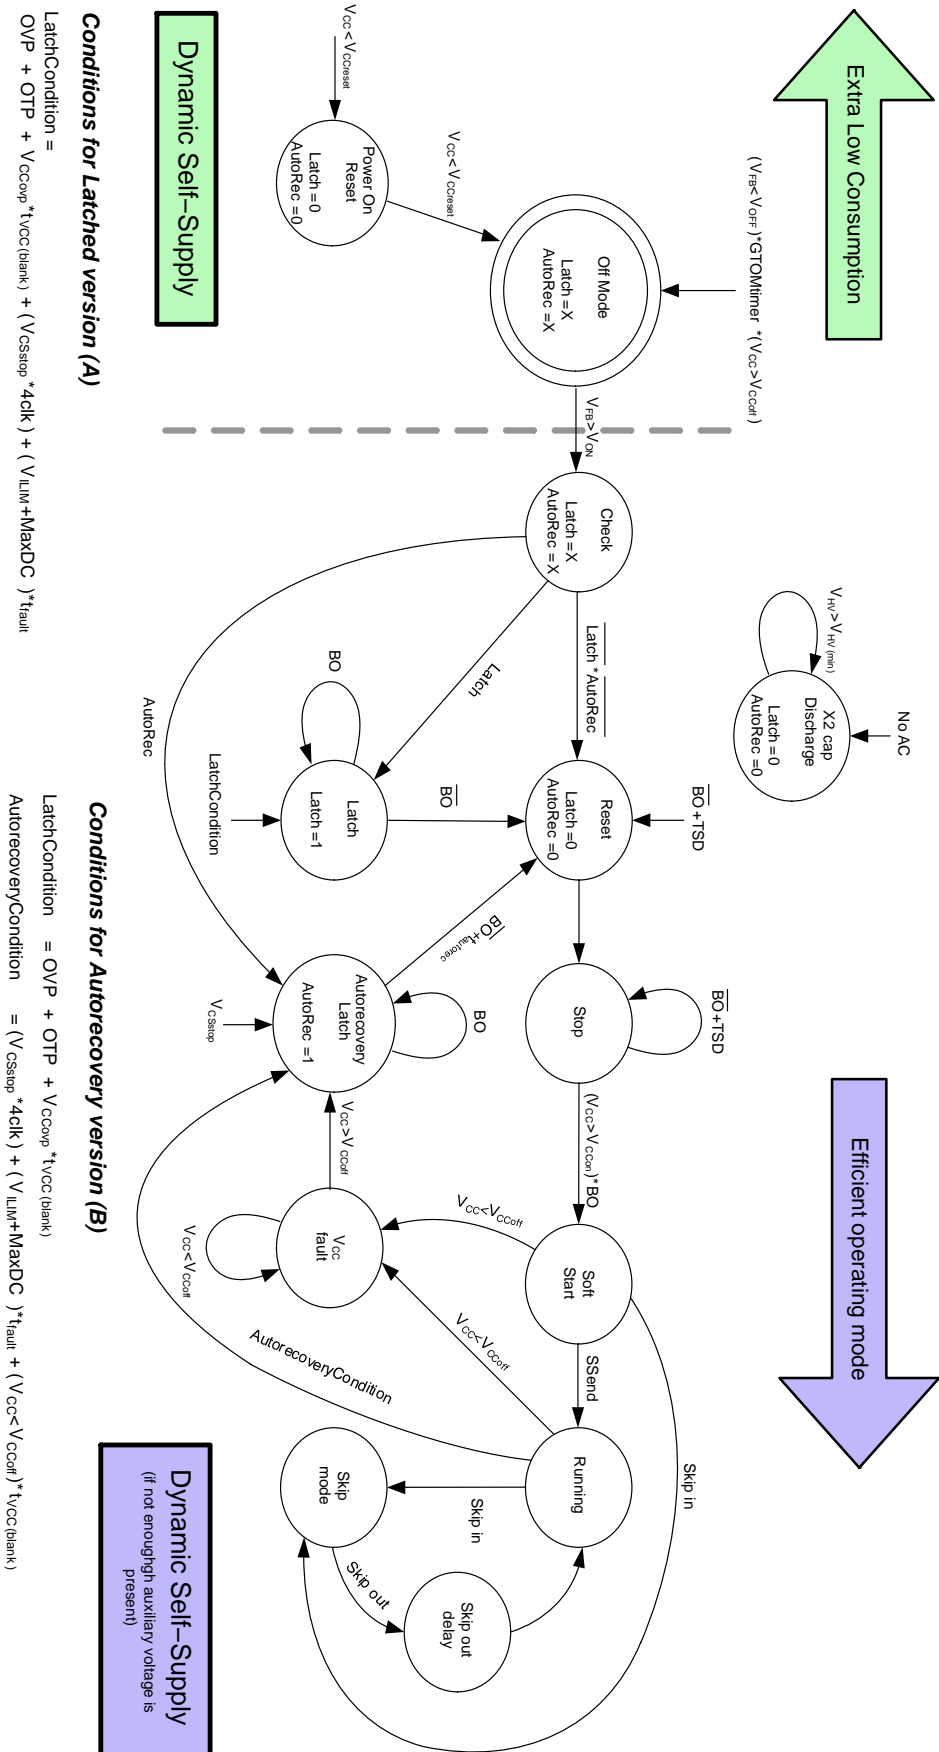 Extra Low Consumption
Efficient operating mode
(VFB<VOFF)*GTOMtimer *(VCC>VCCoff)
No AC
X2 cap
Discharge
Latch=0
AutoRec=0
VHV>VHV(min)
VCC<VCCreset
Power On
Reset
Latch=0
AutoRec=0
VCC<VCCreset
Off Mode
Latch=X
AutoRec=X
VFB>VON
Check
Latch=X
AutoRec=X
Latch*AutoRec
BO+TSD
Reset
Latch=0
AutoRec=0
Stop
BO+TSD
(VCC>VCCon)*BO
Soft
Start
SSend
Running
Skip in
Latch
BO
Latch
Latch=1
BO
LatchCondition
AutoRec
BO+tautorec
Autorecovery
Latch
AutoRec=1
BO
VCSstop
VCC>VCCoff
VCC
fault
VCC<VCCoff
VCC<VCCoff
VCC<VCCoff
AutorecoveryCondition
Skip in
Skip
mode
Skip out
Skip out
delay
Dynamic Self-Supply
Dynamic Self-Supply
(if not enoughgh auxiliary voltage is
present)
Conditions for Latched version (A)
LatchCondition =
OVP + OTP + VCCovp*tVCC(blank) + (VCSstop*4clk) + (VILIM+MaxDC)*tfault
Conditions for Autorecovery version (B)
LatchCondition = OVP + OTP + VCCovp*tVCC(blank)
AutorecoveryCondition = (VCSstop*4clk) + (VILIM+MaxDC)*tfault + (VCC<VCCoff)*tVCC(blank)